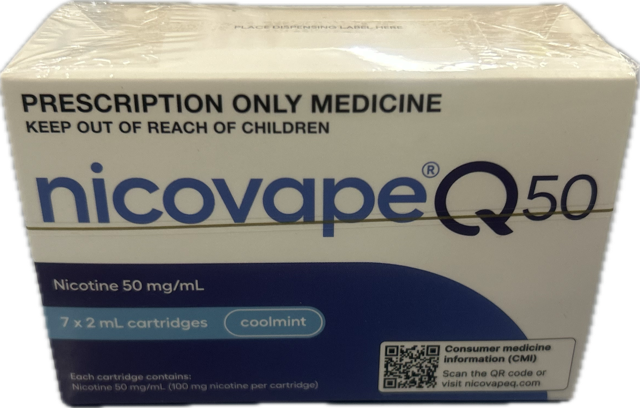 PLACE DISPENSING LABEL HERE
PRESCRIPTION ONLY MEDICINE
KEEP OUT OF REACH OF CHILDREN
nicovape® Q50
Nicotine 50 mg/mL
7 x 2 mL cartridges coolmint
Each cartridge contains:
Nicotine 50 mg/mL (100 mg nicotine per cartridge)
Consumer medicine
information (CMI)
Scan the QR code or
visit nicovapeq.com